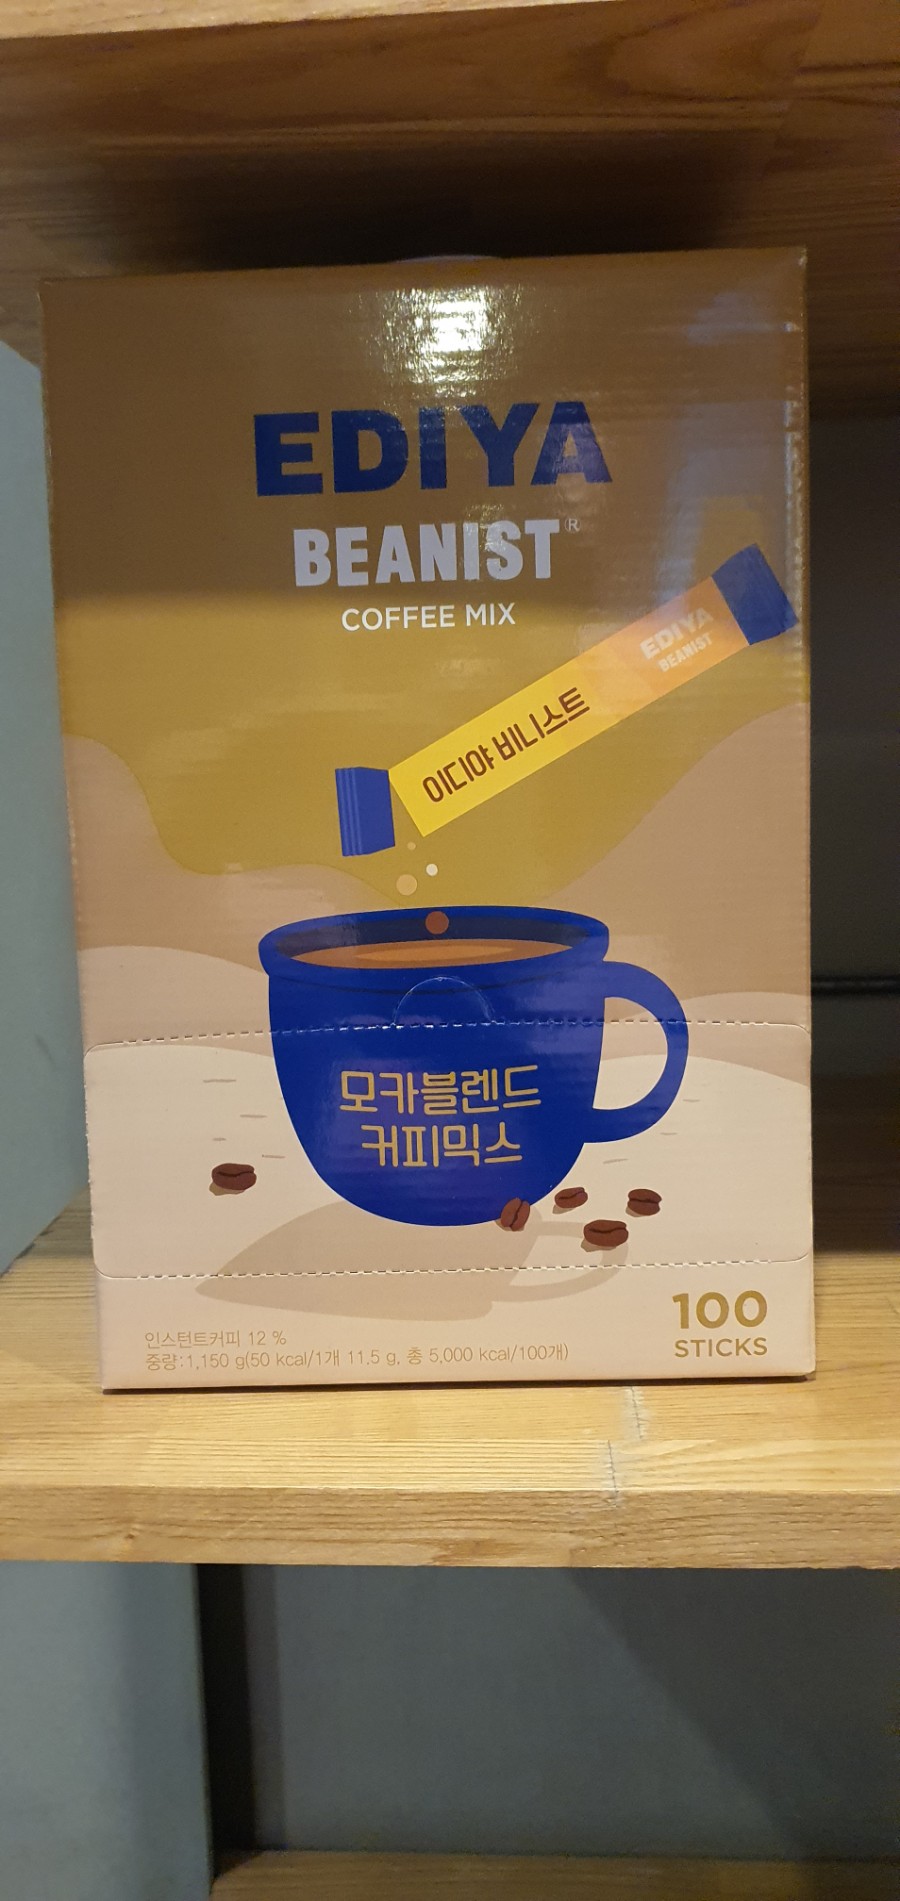 EDIYA
BEANIST®
COFFEE MIX
EDIYA
BEANIST
이디야 비니스트
모카블렌드
커피믹스
100
STICKS
인스턴트커피 12 %
중량:1,150 g(50 kcal/1개 11.5 g, 총 5,000 kcal/100개)